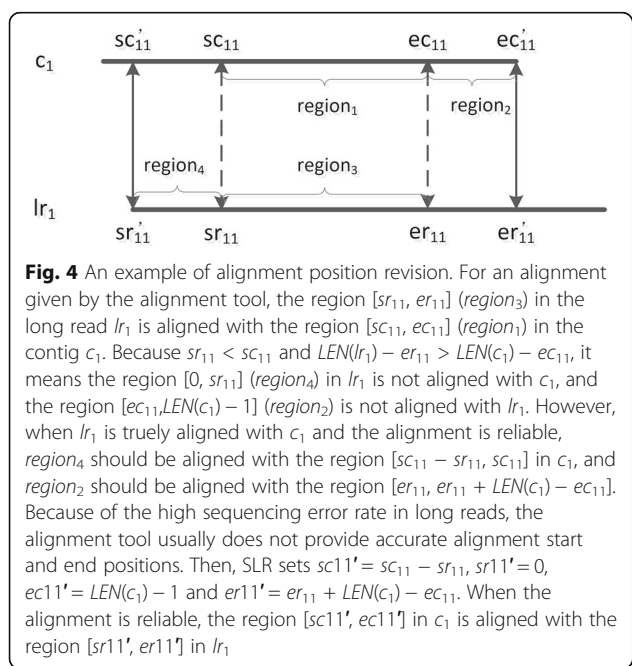 sc₁₁′ sc₁₁ ec₁₁ ec₁₁′
c₁
region₁ region₂
region₄ region₃
lr₁
sr₁₁′ sr₁₁ er₁₁ er₁₁′
Fig. 4 An example of alignment position revision. For an alignment
given by the alignment tool, the region [sr₁₁, er₁₁] (region₃) in the
long read lr₁ is aligned with the region [sc₁₁, ec₁₁] (region₁) in the
contig c₁. Because sr₁₁ < sc₁₁ and LEN(lr₁) − er₁₁ > LEN(c₁) − ec₁₁, it
means the region [0, sr₁₁] (region₄) in lr₁ is not aligned with c₁, and
the region [ec₁₁,LEN(c₁) − 1] (region₂) is not aligned with lr₁. However,
when lr₁ is truely aligned with c₁ and the alignment is reliable,
region₄ should be aligned with the region [sc₁₁ − sr₁₁, sc₁₁] in c₁, and
region₂ should be aligned with the region [er₁₁, er₁₁ + LEN(c₁) − ec₁₁].
Because of the high sequencing error rate in long reads, the
alignment tool usually does not provide accurate alignment start
and end positions. Then, SLR sets sc11′ = sc₁₁ − sr₁₁, sr11′ = 0,
ec11′ = LEN(c₁) − 1 and er11′ = er₁₁ + LEN(c₁) − ec₁₁. When the
alignment is reliable, the region [sc11′, ec11′] in c₁ is aligned with the
region [sr11′, er11′] in lr₁